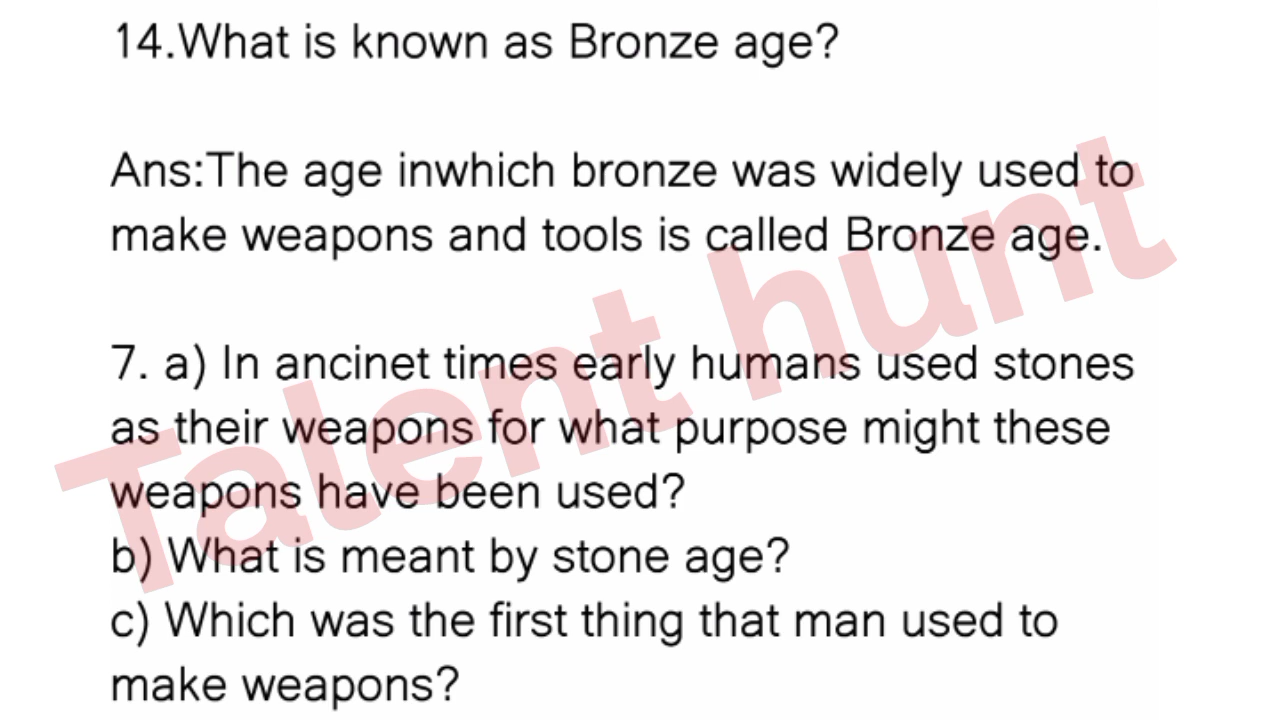 14.What is known as Bronze age?
Ans:The age inwhich bronze was widely used to
make weapons and tools is called Bronze age.
7. a) In ancinet times early humans used stones
as their weapons for what purpose might these
weapons have been used?
b) What is meant by stone age?
c) Which was the first thing that man used to
make weapons?
Talent hunt